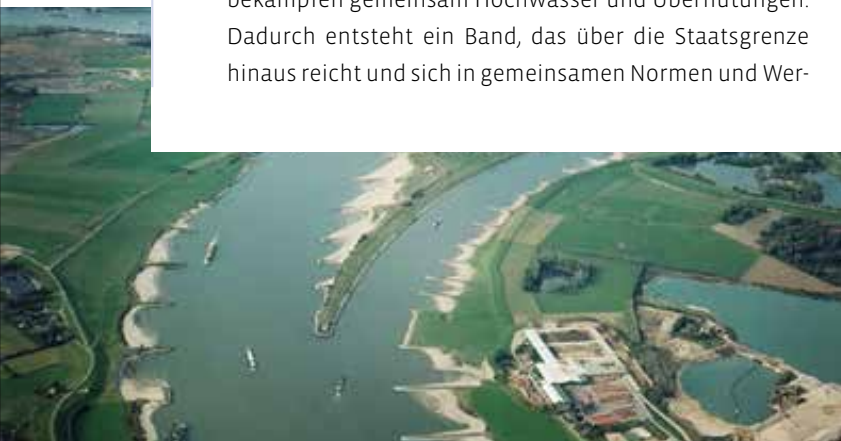 bekämpfen gemeinsam Hochwasser und Überflutungen.
Dadurch entsteht ein Band, das über die Staatsgrenze
hinaus reicht und sich in gemeinsamen Normen und Wer-